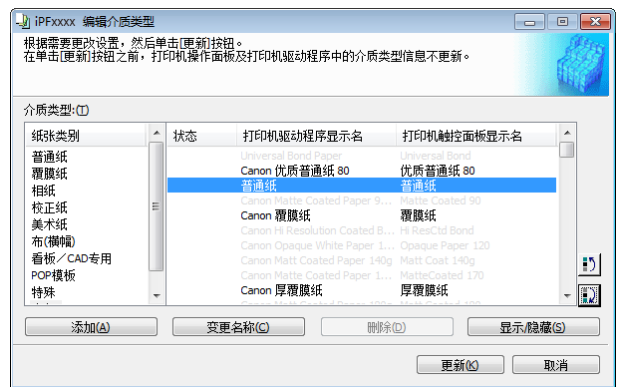 iPFxxxx 编辑介质类型
根据需要更改设置，然后单击[更新]按钮。
在单击[更新]按钮之前，打印机操作面板及打印机驱动程序中的介质类型信息不更新。
介质类型:(T)
纸张类别
状态 打印机驱动程序显示名 打印机触控面板显示名
普通纸
覆膜纸
相纸
校正纸
美术纸
布(横幅)
看板/CAD专用
POP模板
特殊
Universal Bond Paper Universal Bond
Canon 优质普通纸 80 优质普通纸 80
普通纸 普通纸
Canon Matte Coated Paper 9... Matte Coated 90
Canon 覆膜纸 覆膜纸
Canon Hi Resolution Coated B... Hi ResCtd Bond
Canon Opaque White Paper 1... Opaque Paper 120
Canon Matt Coated Paper 140g Matt Coat 140g
Canon Matte Coated Paper 1... MatteCoated 170
Canon 厚覆膜纸 厚覆膜纸
添加(A) 变更名称(C) 删除(D) 显示/隐藏(S)
更新(K) 取消